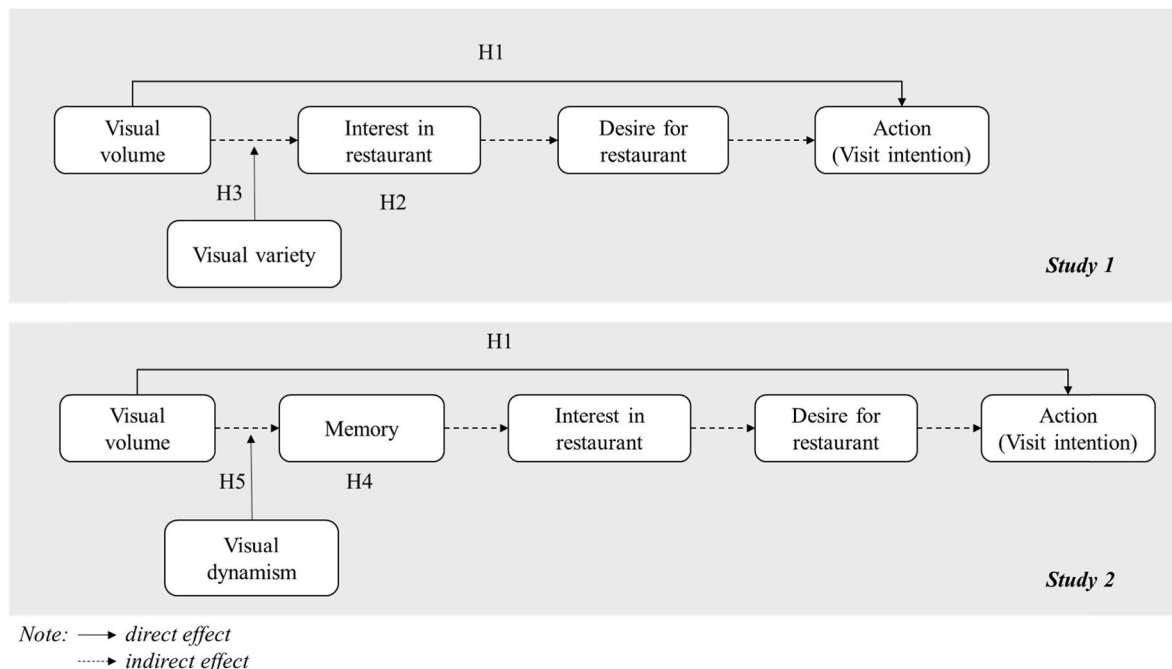 H1
Visual
volume
Interest in
restaurant
Desire for
restaurant
Action
(Visit intention)
H3
H2
Visual variety
Study 1
H1
Visual
volume
Memory
Interest in
restaurant
Desire for
restaurant
Action
(Visit intention)
H5
H4
Visual
dynamism
Study 2
Note: direct effect
indirect effect